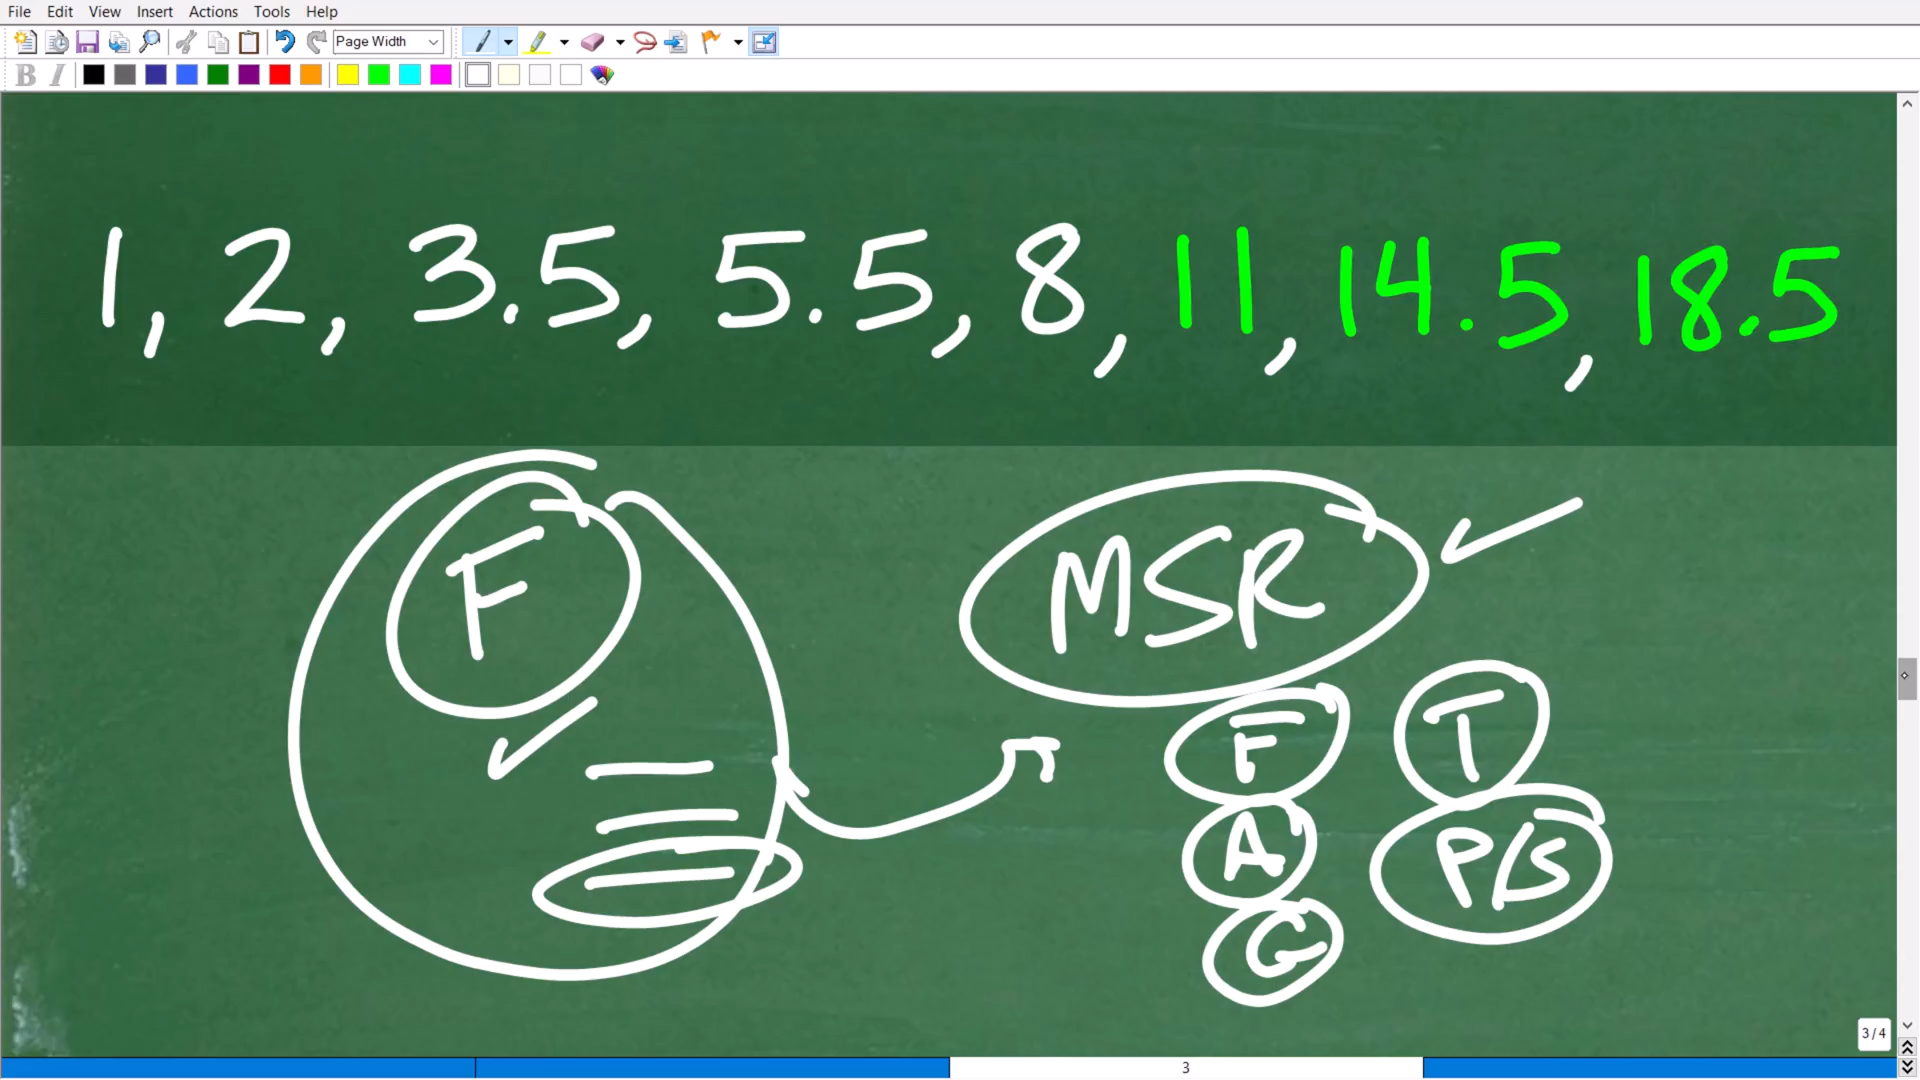 File Edit View Insert Actions Tools Help
Page Width
B I
1, 2, 3.5, 5.5, 8, 11, 14.5, 18.5
F MSR
F T
A P/S
G
3/4
3